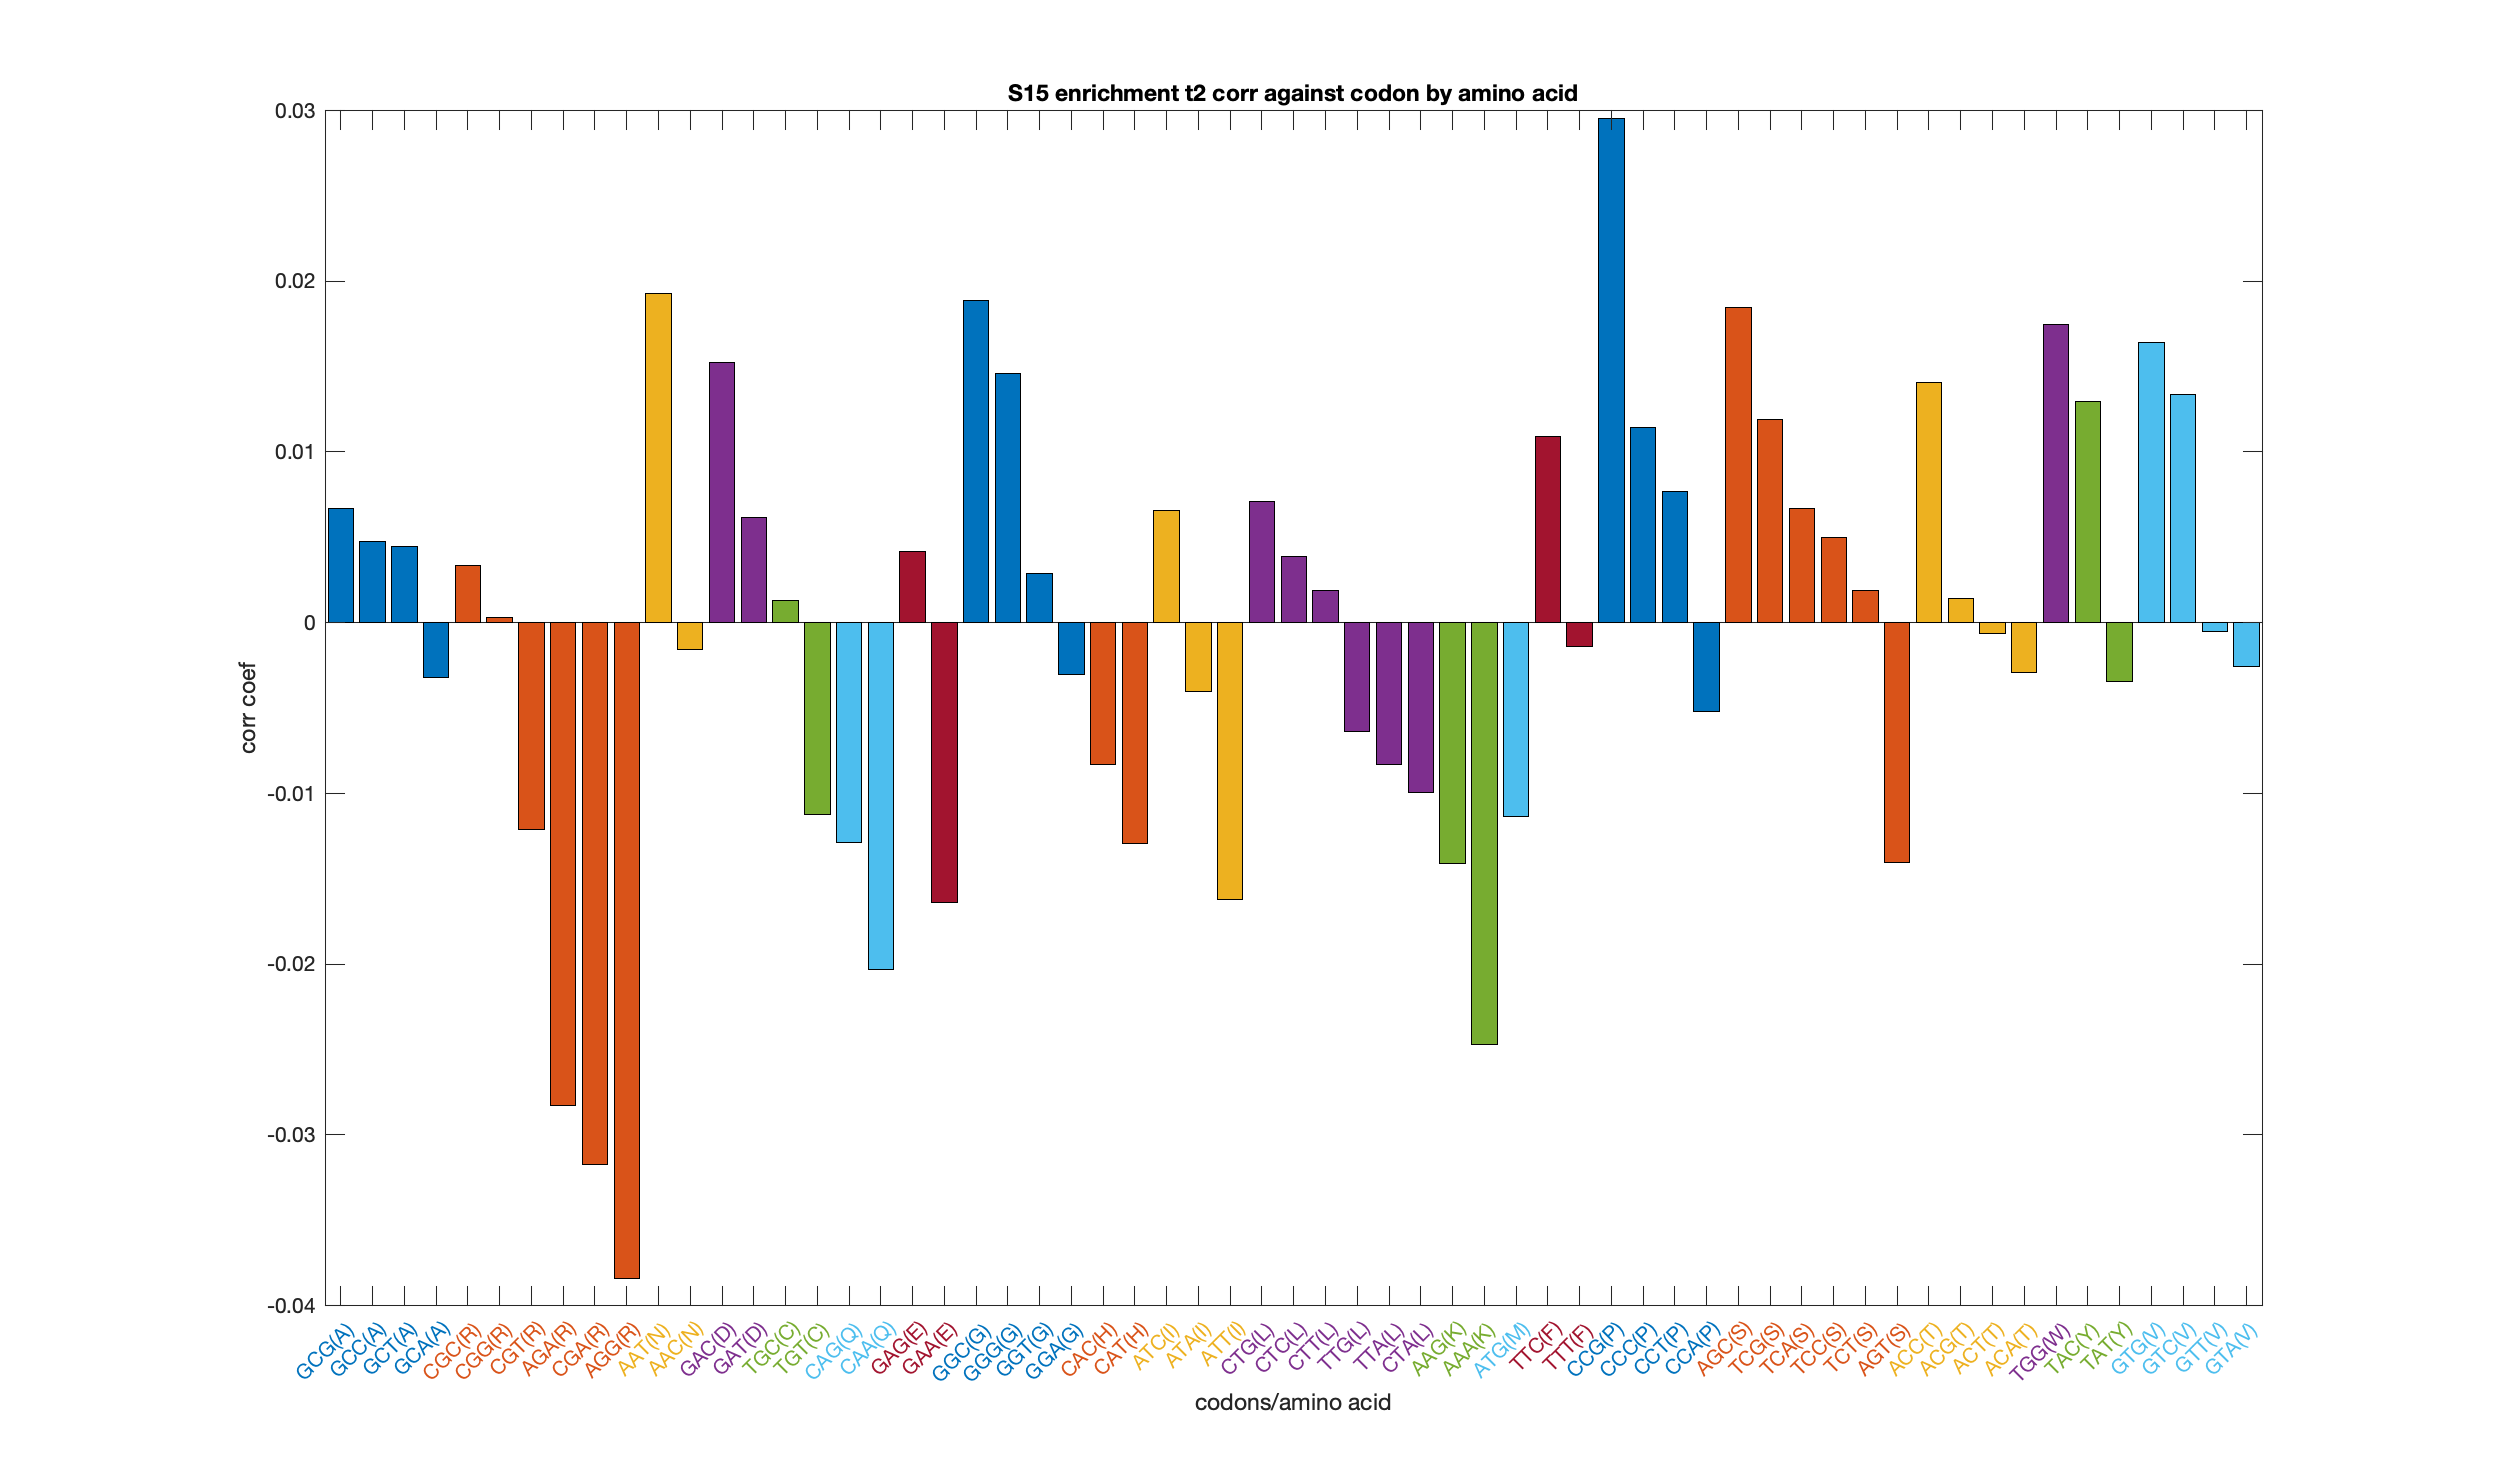 S15 enrichment t2 corr against codon by amino acid
0.03
0.02
0.01
0
-0.01
-0.02
-0.03
-0.04
corr coef
GCG(A)
GCC(A)
GCT(A)
GCA(A)
CGC(R)
CGG(R)
CGT(R)
AGA(R)
CGA(R)
AGG(R)
AAT(N)
AAC(N)
GAC(D)
GAT(D)
TGC(C)
TGT(C)
CAG(Q)
CAA(Q)
GAG(E)
GAA(E)
GGC(G)
GGG(G)
GGT(G)
GGA(G)
CAC(H)
CAT(H)
ATC(I)
ATA(I)
ATT(I)
CTG(L)
CTC(L)
CTT(L)
TTG(L)
TTA(L)
CTA(L)
AAG(K)
AAA(K)
ATG(M)
TTC(F)
TTT(F)
CCG(P)
CCC(P)
CCT(P)
CCA(P)
AGC(S)
TCG(S)
TCA(S)
TCC(S)
TCT(S)
AGT(S)
ACC(T)
ACG(T)
ACT(T)
ACA(T)
TGG(W)
TAC(Y)
TAT(Y)
GTG(V)
GTC(V)
GTT(V)
GTA(V)
codons/amino acid